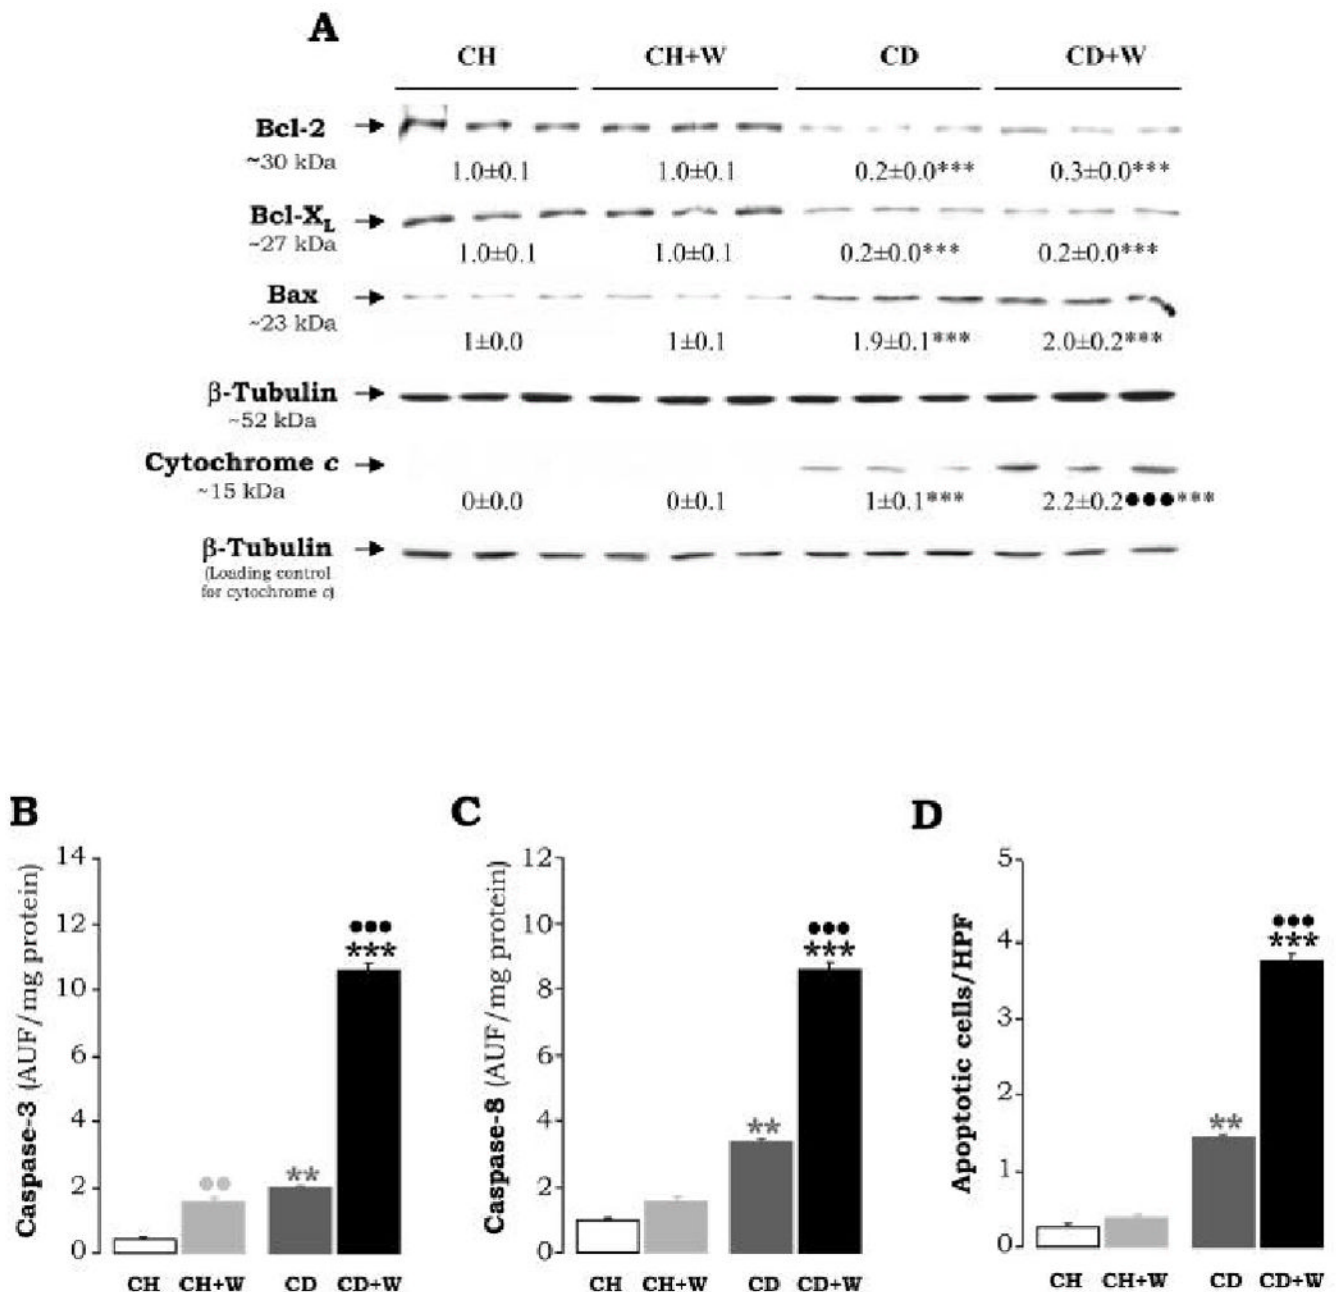 A
CH CH+W CD CD+W
Bcl-2
~30 kDa
1.0±0.1 1.0±0.1 0.2±0.0*** 0.3±0.0***
Bcl-XL
~27 kDa
1.0±0.1 1.0±0.1 0.2±0.0*** 0.2±0.0***
Bax
~23 kDa
1±0.0 1±0.1 1.9±0.1*** 2.0±0.2***
β-Tubulin
~52 kDa
Cytochrome c
~15 kDa
0±0.0 0±0.1 1±0.1*** 2.2±0.2●●●***
β-Tubulin
(Loading control
for cytochrome c)
B
Caspase-3 (AUF/mg protein)
14
12
10
8
6
4
2
0
●●
**
●●●
***
CH CH+W CD CD+W
C
Caspase-8 (AUF/mg protein)
12
10
8
6
4
2
0
**
●●●
***
CH CH+W CD CD+W
D
Apoptotic cells/HPF
5
4
3
2
1
0
**
●●●
***
CH CH+W CD CD+W